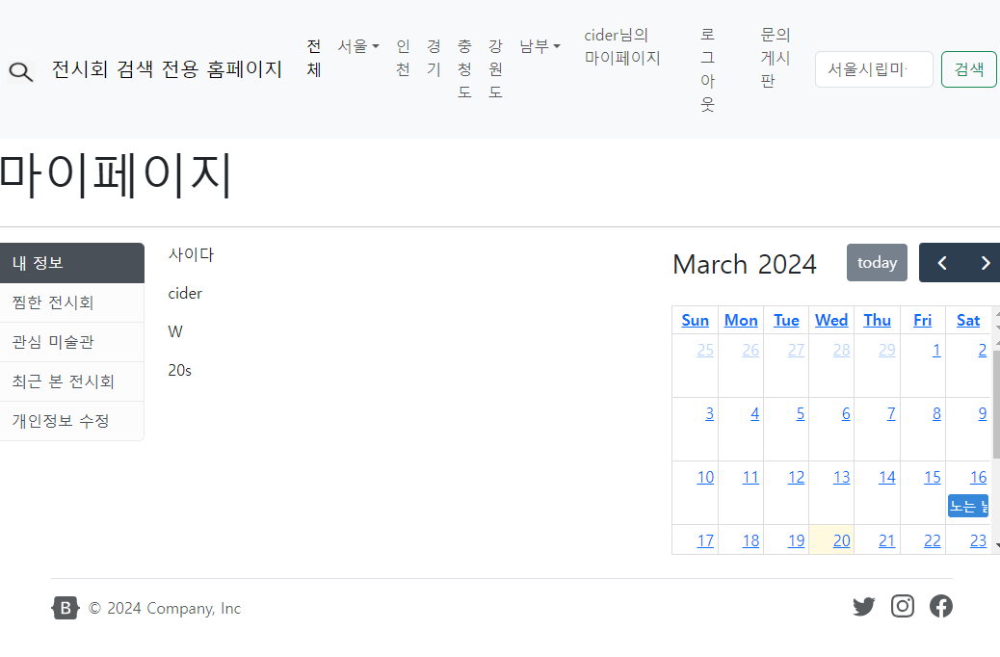 전시회 검색 전용 홈페이지
전
체
서울
인
천
경
기
충
청
도
강
원
도
남부
cider님의
마이페이지
로
그
아
웃
문의
게시
판
서울시립미
검색
마이페이지
내 정보
찜한 전시회
관심 미술관
최근 본 전시회
개인정보 수정
사이다
cider
W
20s
March 2024
today
Sun Mon Tue Wed Thu Fri Sat
25 26 27 28 29 1 2
3 4 5 6 7 8 9
10 11 12 13 14 15 16
노는
17 18 19 20 21 22 23
B © 2024 Company, Inc